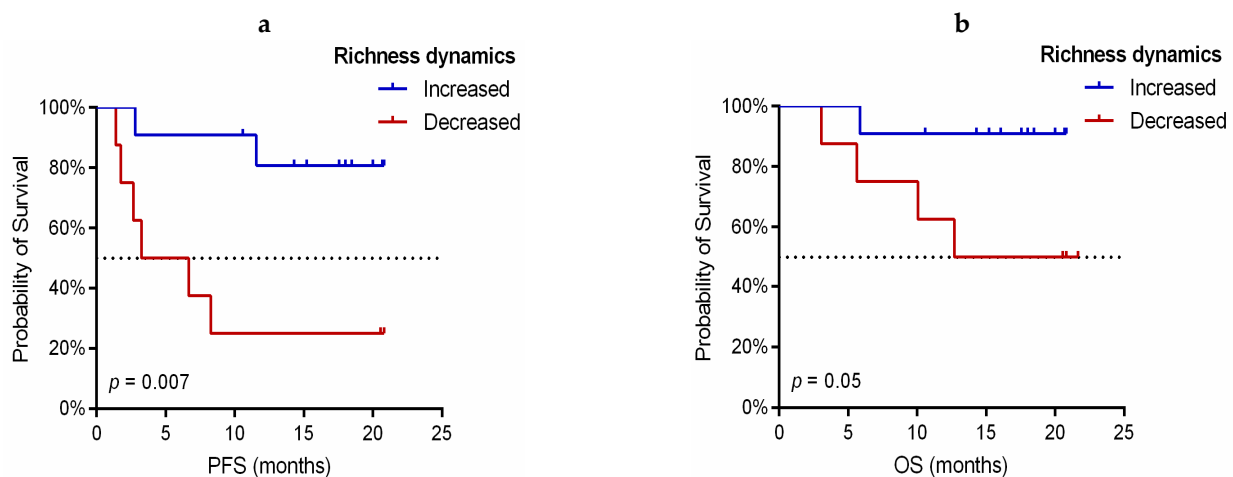 a
Richness dynamics
Increased
Decreased
100%
80%
60%
40%
20%
0%
Probability of Survival
p = 0.007
0 5 10 15 20 25
PFS (months)
b
Richness dynamics
Increased
Decreased
100%
80%
60%
40%
20%
0%
Probability of Survival
p = 0.05
0 5 10 15 20 25
OS (months)